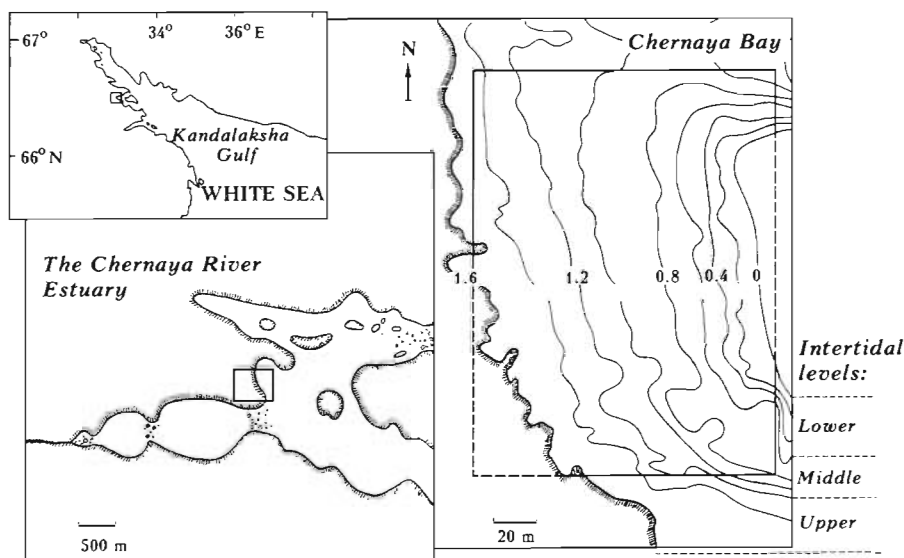 67°
34°
36° E
66° N
Kandalaksha
Gulf
WHITE SEA
The Chernaya River
Estuary
500 m
N
Chernaya Bay
1.6
1.2
0.8
0.4
0
20 m
Intertidal
levels:
Lower
Middle
Upper